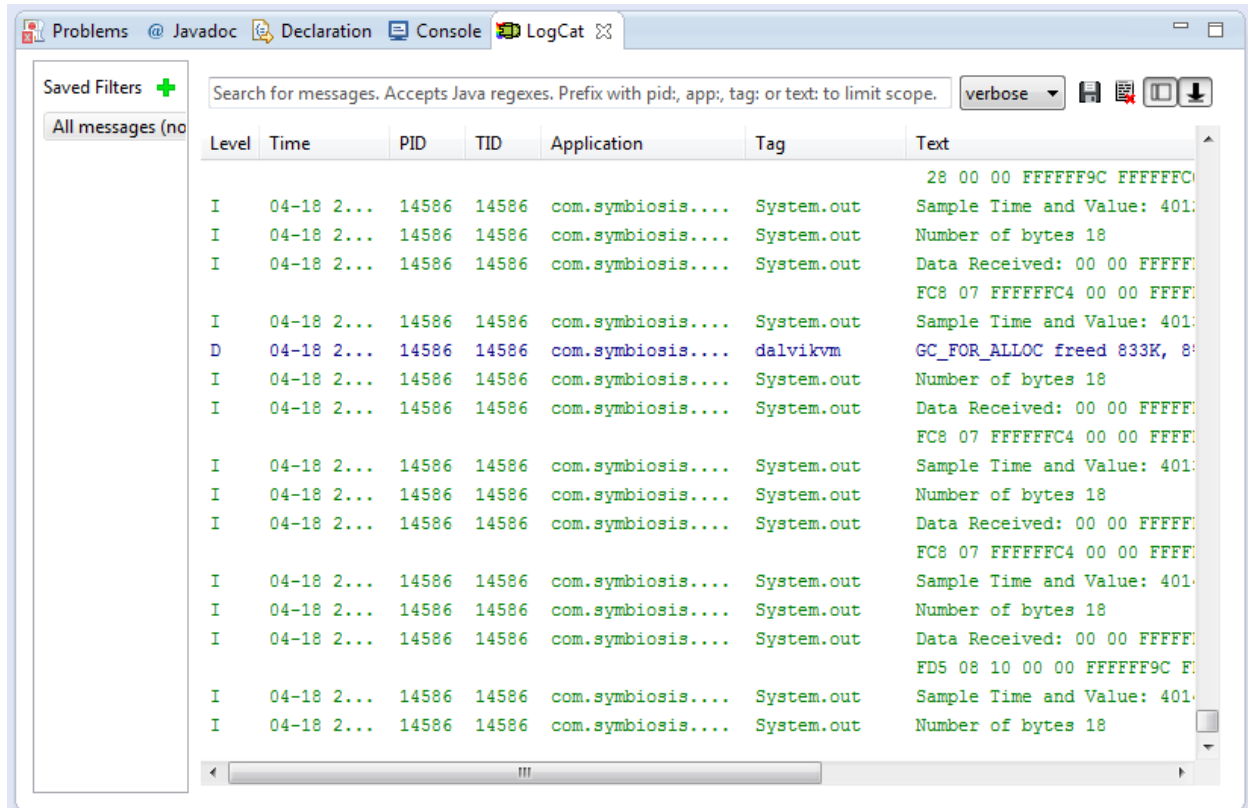 Problems @ Javadoc Declaration Console LogCat
Saved Filters
Search for messages. Accepts Java regexes. Prefix with pid:, app:, tag: or text: to limit scope. verbose
All messages (no
Level Time PID TID Application Tag Text
28 00 00 FFFFFF9C FFFFFFC
I 04-18 2... 14586 14586 com.symbiosis.... System.out Sample Time and Value: 401
I 04-18 2... 14586 14586 com.symbiosis.... System.out Number of bytes 18
I 04-18 2... 14586 14586 com.symbiosis.... System.out Data Received: 00 00 FFFFF
FC8 07 FFFFFFC4 00 00 FFFF
I 04-18 2... 14586 14586 com.symbiosis.... System.out Sample Time and Value: 401
D 04-18 2... 14586 14586 com.symbiosis.... dalvikvm GC_FOR_ALLOC freed 833K, 8
I 04-18 2... 14586 14586 com.symbiosis.... System.out Number of bytes 18
I 04-18 2... 14586 14586 com.symbiosis.... System.out Data Received: 00 00 FFFFF
FC8 07 FFFFFFC4 00 00 FFFF
I 04-18 2... 14586 14586 com.symbiosis.... System.out Sample Time and Value: 401
I 04-18 2... 14586 14586 com.symbiosis.... System.out Number of bytes 18
I 04-18 2... 14586 14586 com.symbiosis.... System.out Data Received: 00 00 FFFFF
FC8 07 FFFFFFC4 00 00 FFFF
I 04-18 2... 14586 14586 com.symbiosis.... System.out Sample Time and Value: 401
I 04-18 2... 14586 14586 com.symbiosis.... System.out Number of bytes 18
I 04-18 2... 14586 14586 com.symbiosis.... System.out Data Received: 00 00 FFFFF
FD5 08 10 00 00 FFFFFF9C F
I 04-18 2... 14586 14586 com.symbiosis.... System.out Sample Time and Value: 401
I 04-18 2... 14586 14586 com.symbiosis.... System.out Number of bytes 18